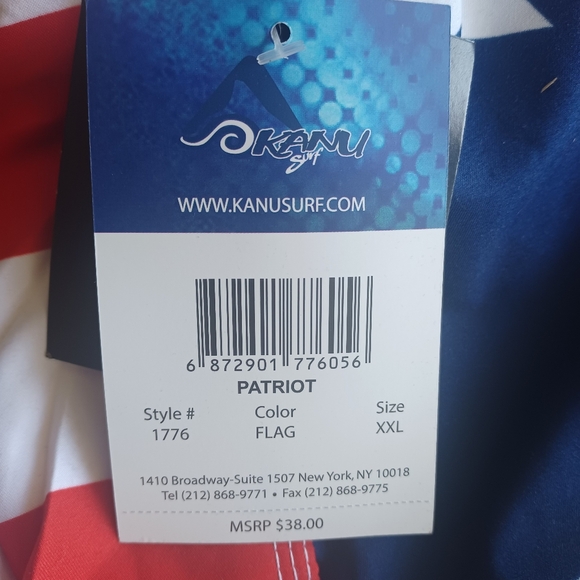 KANU
Surf
WWW.KANUSURF.COM
6 872901 776056
PATRIOT
Style # Color Size
1776 FLAG XXL
1410 Broadway-Suite 1507 New York, NY 10018
Tel (212) 868-9771 • Fax (212) 868-9775
MSRP $38.00